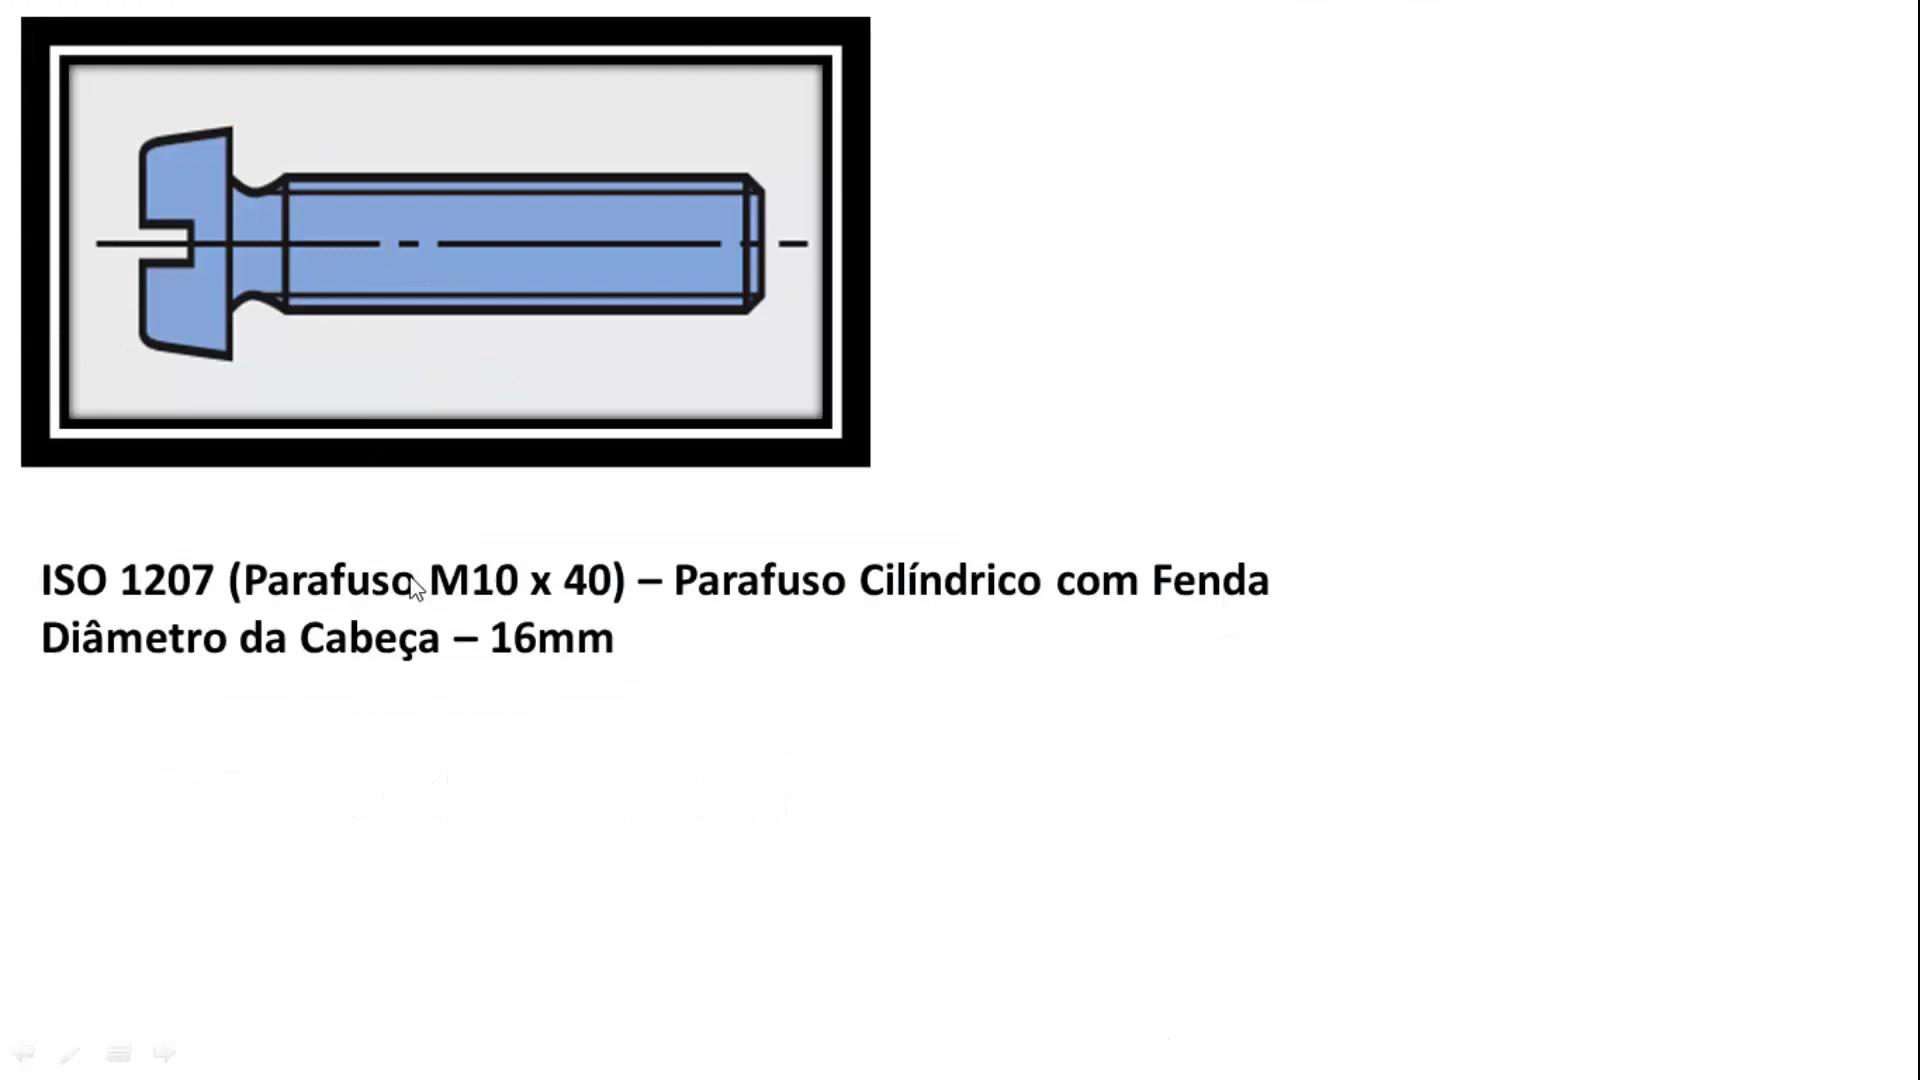 ISO 1207 (Parafuso M10 x 40) – Parafuso Cilíndrico com Fenda
Diâmetro da Cabeça – 16mm